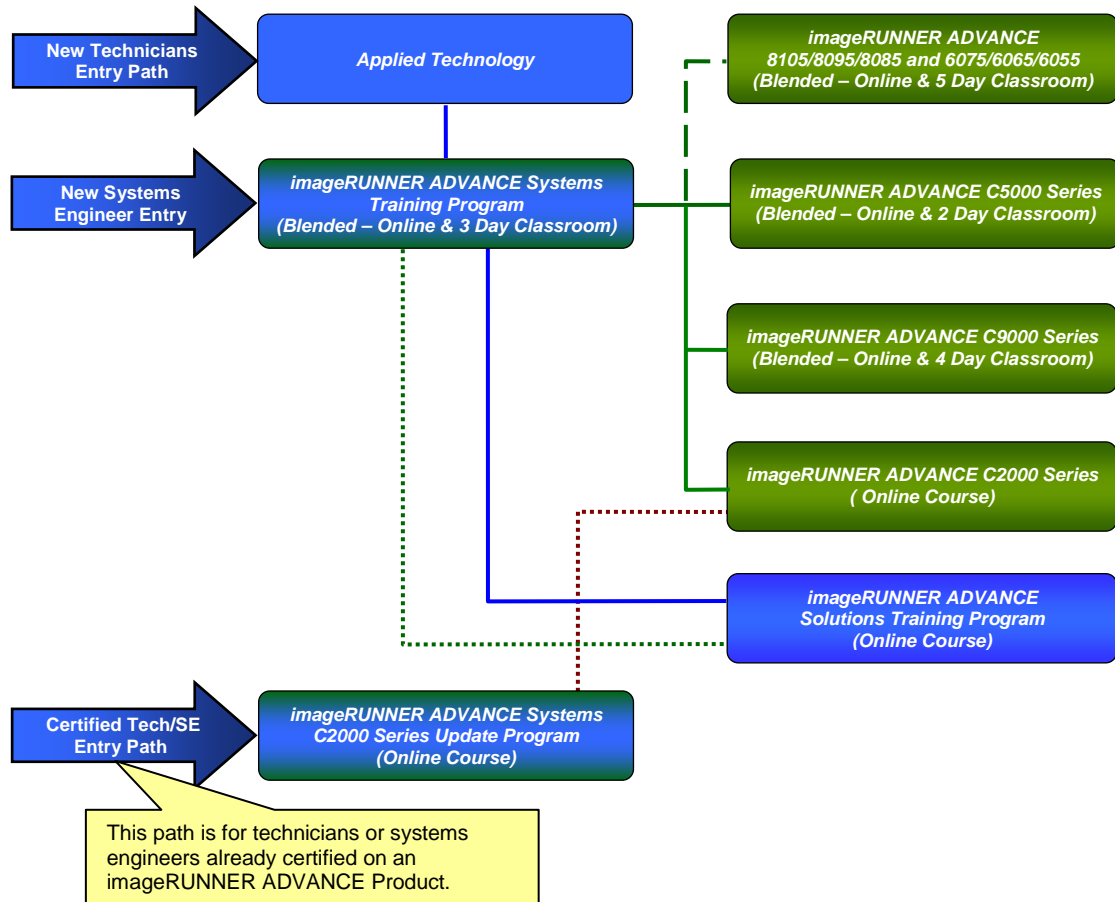 New Technicians
Entry Path
Applied Technology
imageRUNNER ADVANCE
8105/8095/8085 and 6075/6065/6055
(Blended – Online & 5 Day Classroom)
New Systems
Engineer Entry
imageRUNNER ADVANCE Systems
Training Program
(Blended – Online & 3 Day Classroom)
imageRUNNER ADVANCE C5000 Series
(Blended – Online & 2 Day Classroom)
imageRUNNER ADVANCE C9000 Series
(Blended – Online & 4 Day Classroom)
imageRUNNER ADVANCE C2000 Series
( Online Course)
imageRUNNER ADVANCE
Solutions Training Program
(Online Course)
Certified Tech/SE
Entry Path
imageRUNNER ADVANCE Systems
C2000 Series Update Program
(Online Course)
This path is for technicians or systems
engineers already certified on an
imageRUNNER ADVANCE Product.